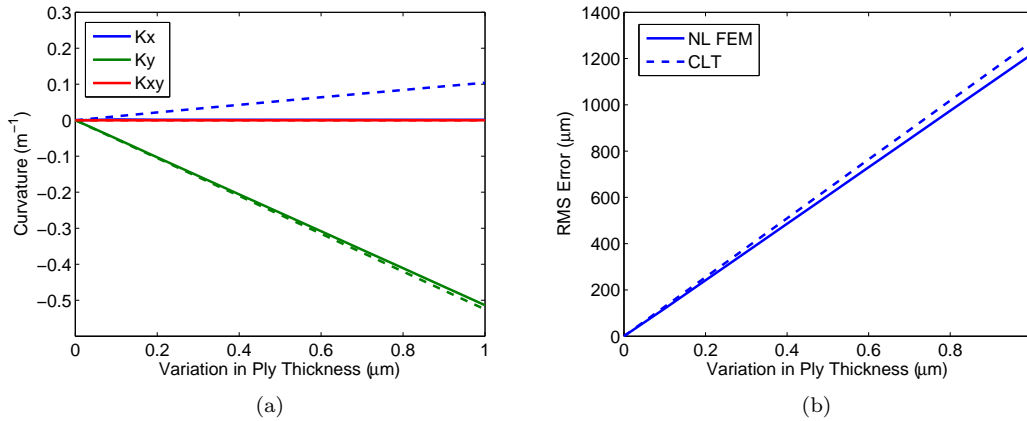 Kx
Ky
Kxy
0.3
0.2
0.1
0
−0.1
−0.2
−0.3
−0.4
−0.5
Curvature (m⁻¹)
0 0.2 0.4 0.6 0.8 1
Variation in Ply Thickness (μm)
(a)
NL FEM
CLT
1400
1200
1000
800
600
400
200
0
RMS Error (μm)
0 0.2 0.4 0.6 0.8
Variation in Ply Thickness (μm)
(b)